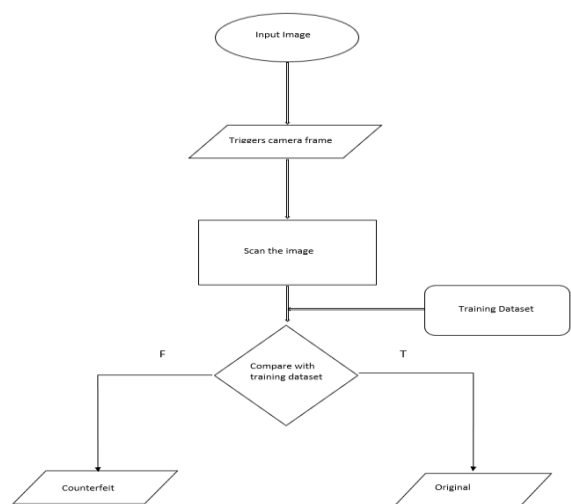 Input Image
Triggers camera frame
Scan the image
Training Dataset
Compare with
training dataset
F
T
Counterfeit
Original